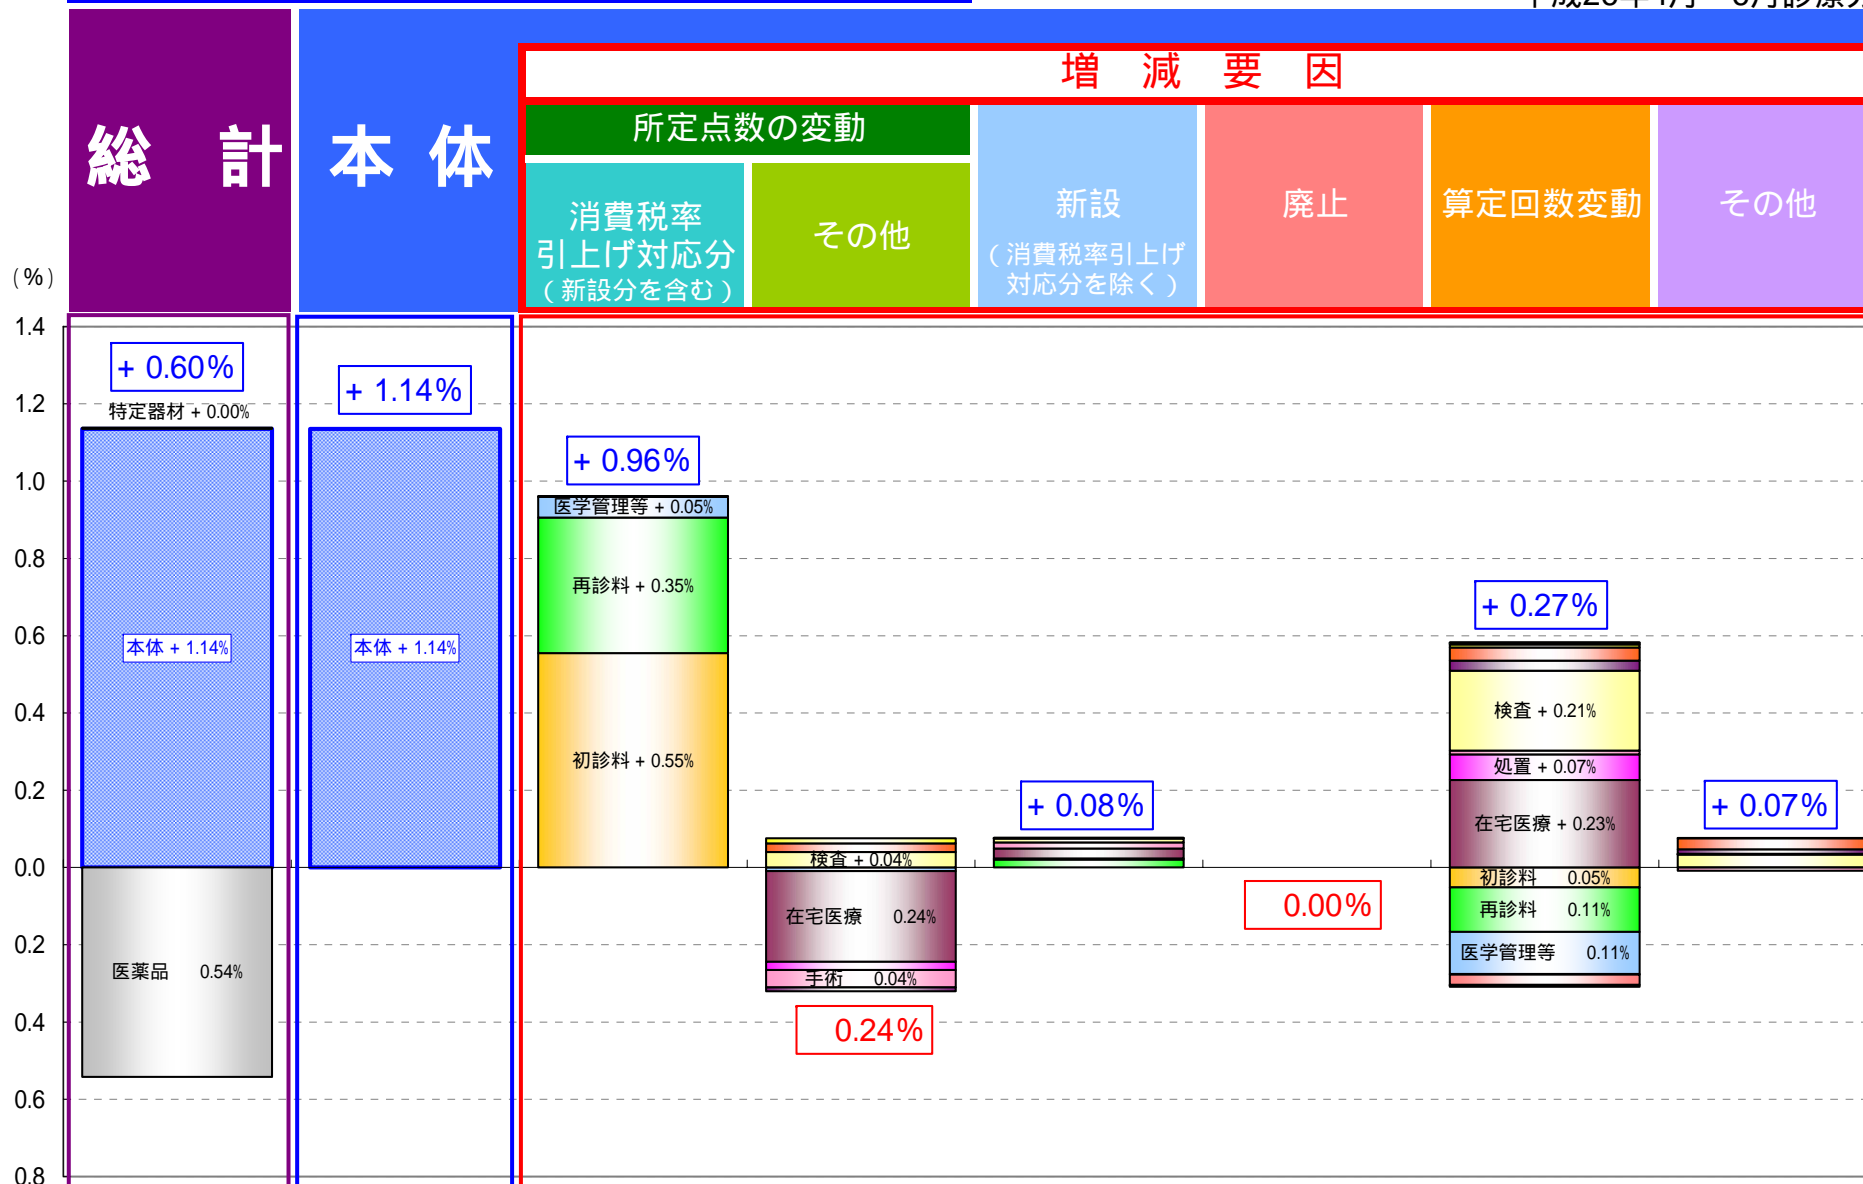 増 減 要 因
総 計
本 体
所定点数の変動
消費税率
引上げ対応分
（新設分を含む）
その他
新設
（消費税率引上げ
対応分を除く）
廃止
算定回数変動
その他
(%)
1.4
1.2
1.0
0.8
0.6
0.4
0.2
0.0
0.2
0.4
0.6
0.8
+ 0.60%
特定器材 + 0.00%
本体 + 1.14%
医薬品 0.54%
+ 1.14%
本体 + 1.14%
+ 0.96%
医学管理等 + 0.05%
再診料 + 0.35%
初診料 + 0.55%
検査 + 0.04%
在宅医療 0.24%
手術 0.04%
0.24%
+ 0.08%
0.00%
+ 0.27%
検査 + 0.21%
処置 + 0.07%
在宅医療 + 0.23%
初診料 0.05%
再診料 0.11%
医学管理等 0.11%
+ 0.07%